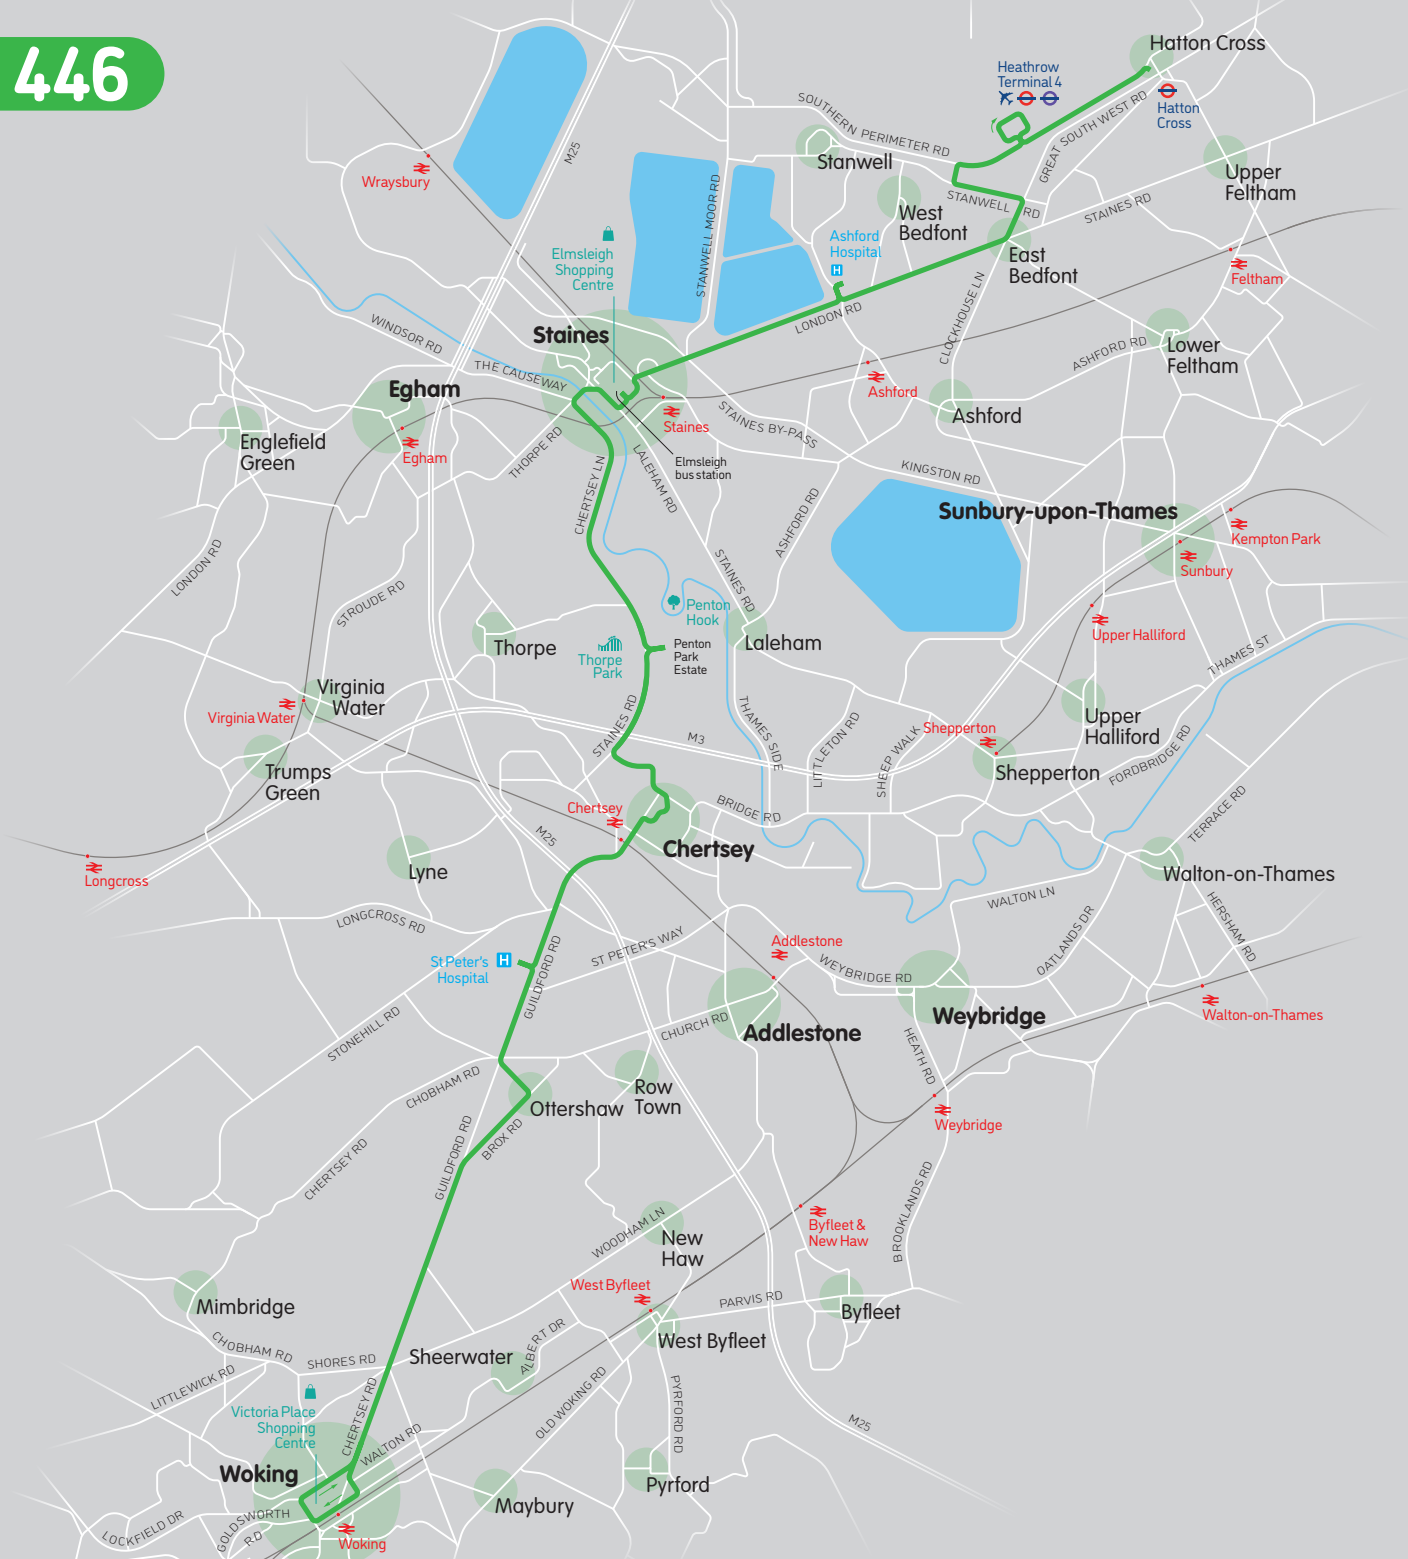 446
Hatton Cross
Heathrow
Terminal 4
Hatton
Cross
SOUTHERN PERIMETER RD
GREAT SOUTH WEST RD
M25
Stanwell
Wraysbury
Upper
Feltham
STANWELL MOOR RD
STANWELL RD
STAINES RD
West
Bedfont
Ashford
Hospital
H
East
Bedfont
Elmsleigh
Shopping
Centre
Feltham
CLOCKHOUSE LN
LONDON RD
WINDSOR RD
Staines
THE CAUSEWAY
ASHFORD RD
Lower
Feltham
Egham
Ashford
Ashford
Staines
STAINES BY-PASS
Englefield
Green
Egham
THORPE RD
Elmsleigh
bus station
LALEHAM RD
CHERTSEY LN
KINGSTON RD
Sunbury-upon-Thames
ASHFORD RD
Kempton Park
Sunbury
LONDON RD
STROUDE RD
STAINES RD
Penton
Hook
Upper Halliford
Thorpe
Laleham
Thorpe
Park
Penton
Park
Estate
THAMES ST
Virginia
Water
Virginia Water
STAINES RD
M3
THAMES SIDE
LITTLETON RD
SHEEP WALK
Shepperton
Upper
Halliford
FORDBRIDGE RD
Shepperton
Trumps
Green
Chertsey
BRIDGE RD
TERRACE RD
M25
Chertsey
Lyne
Longcross
Walton-on-Thames
WALTON LN
HERSHAM RD
LONGCROSS RD
OATLANDS DR
ST PETER'S WAY
Addlestone
WEYBRIDGE RD
St Peter's
Hospital
H
GUILDFORD RD
Walton-on-Thames
STONEHILL RD
CHURCH RD
Addlestone
Weybridge
HEATH RD
CHOBHAM RD
Row
Town
Ottershaw
Weybridge
BROX RD
GUILDFORD RD
CHERTSEY RD
BROOKLANDS RD
WOODHAM LN
New
Haw
Byfleet &
New Haw
West Byfleet
PARVIS RD
Mimbridge
Byfleet
West Byfleet
CHOBHAM RD
SHORES RD
Sheerwater
ALBERT DR
LITTLEWICK RD
OLD WOKING RD
PYRFORD RD
Victoria Place
Shopping
Centre
CHERTSEY RD
WALTON RD
M25
Woking
Pyrford
Maybury
LOCKFIELD DR
GOLDSWORTH
RD
Woking